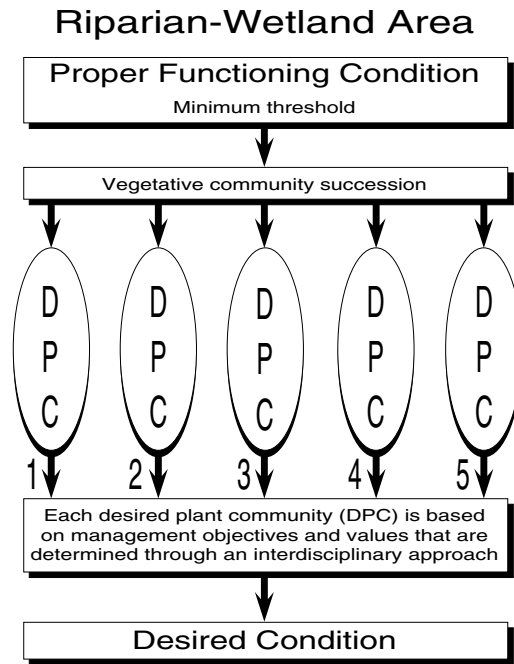 Riparian-Wetland Area
Proper Functioning Condition
Minimum threshold
Vegetative community succession
D P C
D P C
D P C
D P C
D P C
1 2 3 4 5
Each desired plant community (DPC) is based
on management objectives and values that are
determined through an interdisciplinary approach
Desired Condition